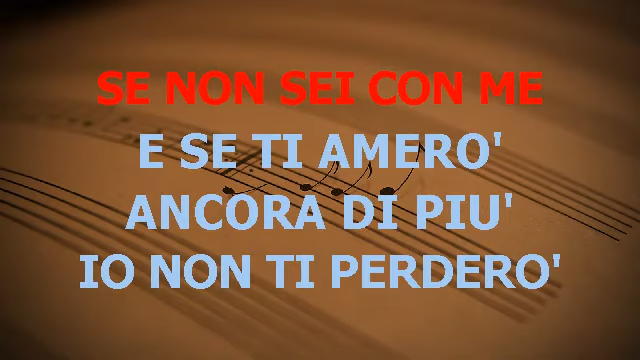 SE NON SEI CON ME
E SE TI AMERO'
ANCORA DI PIU'
IO NON TI PERDERO'